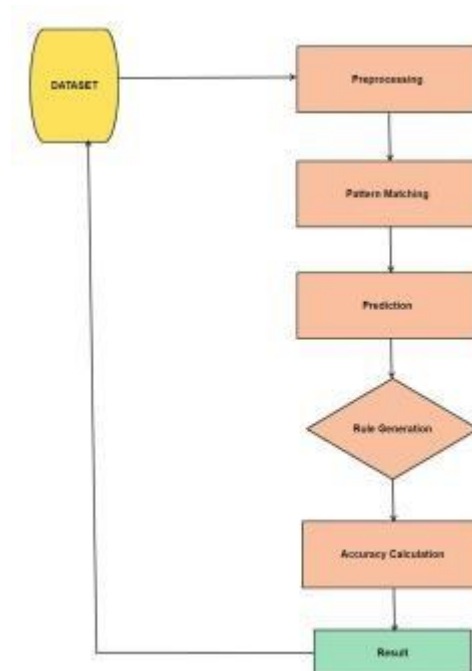 DATASET
Preprocessing
Pattern Matching
Prediction
Rule Generation
Accuracy Calculation
Result